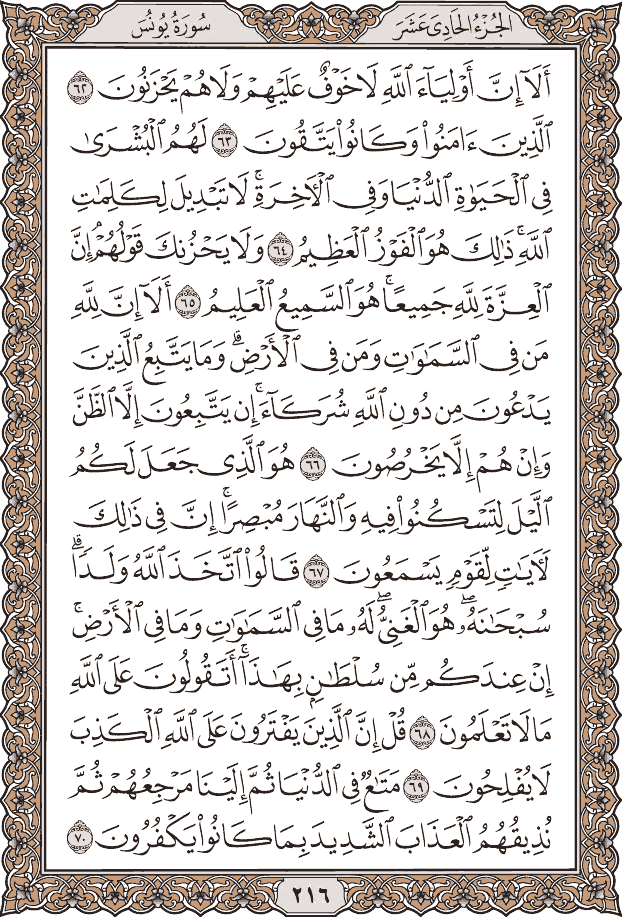 الجُزْءُ الحَادِي عَشَرَ
سُورَةُ يُونُسَ
أَلَآ إِنَّ أَوْلِيَآءَ ٱللَّهِ لَا خَوْفٌ عَلَيْهِمْ وَلَا هُمْ يَحْزَنُونَ ٦٢
ٱلَّذِينَ ءَامَنُوا۟ وَكَانُوا۟ يَتَّقُونَ ٦٣ لَهُمُ ٱلْبُشْرَىٰ
فِى ٱلْحَيَوٰةِ ٱلدُّنْيَا وَفِى ٱلْـَٔاخِرَةِ ۚ لَا تَبْدِيلَ لِكَلِمَٰتِ
ٱللَّهِ ۚ ذَٰلِكَ هُوَ ٱلْفَوْزُ ٱلْعَظِيمُ ٦٤ وَلَا يَحْزُنكَ قَوْلُهُمْ ۘ إِنَّ
ٱلْعِزَّةَ لِلَّهِ جَمِيعًا ۚ هُوَ ٱلسَّمِيعُ ٱلْعَلِيمُ ٦٥ أَلَآ إِنَّ لِلَّهِ
مَن فِى ٱلسَّمَٰوَٰتِ وَمَن فِى ٱلْأَرْضِ ۗ وَمَا يَتَّبِعُ ٱلَّذِينَ
يَدْعُونَ مِن دُونِ ٱللَّهِ شُرَكَآءَ ۚ إِن يَتَّبِعُونَ إِلَّا ٱلظَّنَّ
وَإِنْ هُمْ إِلَّا يَخْرُصُونَ ٦٦ هُوَ ٱلَّذِى جَعَلَ لَكُمُ
ٱلَّيْلَ لِتَسْكُنُوا۟ فِيهِ وَٱلنَّهَارَ مُبْصِرًا ۚ إِنَّ فِى ذَٰلِكَ
لَـَٔايَٰتٍ لِّقَوْمٍ يَسْمَعُونَ ٦٧ قَالُوا۟ ٱتَّخَذَ ٱللَّهُ وَلَدًا ۗ
سُبْحَٰنَهُۥ ۖ هُوَ ٱلْغَنِىُّ ۖ لَهُۥ مَا فِى ٱلسَّمَٰوَٰتِ وَمَا فِى ٱلْأَرْضِ ۚ
إِنْ عِندَكُم مِّن سُلْطَٰنٍۭ بِهَٰذَآ ۚ أَتَقُولُونَ عَلَى ٱللَّهِ
مَا لَا تَعْلَمُونَ ٦٨ قُلْ إِنَّ ٱلَّذِينَ يَفْتَرُونَ عَلَى ٱللَّهِ ٱلْكَذِبَ
لَا يُفْلِحُونَ ٦٩ مَتَٰعٌ فِى ٱلدُّنْيَا ثُمَّ إِلَيْنَا مَرْجِعُهُمْ ثُمَّ
نُذِيقُهُمُ ٱلْعَذَابَ ٱلشَّدِيدَ بِمَا كَانُوا۟ يَكْفُرُونَ ٧٠
٢١٦